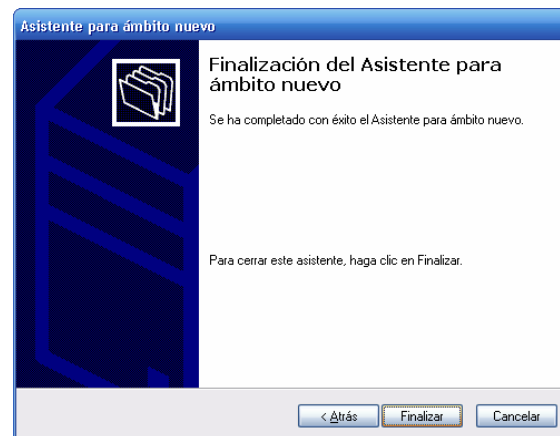 Asistente para ámbito nuevo
Finalización del Asistente para
ámbito nuevo
Se ha completado con éxito el Asistente para ámbito nuevo.
Para cerrar este asistente, haga clic en Finalizar.
< Atrás Finalizar Cancelar